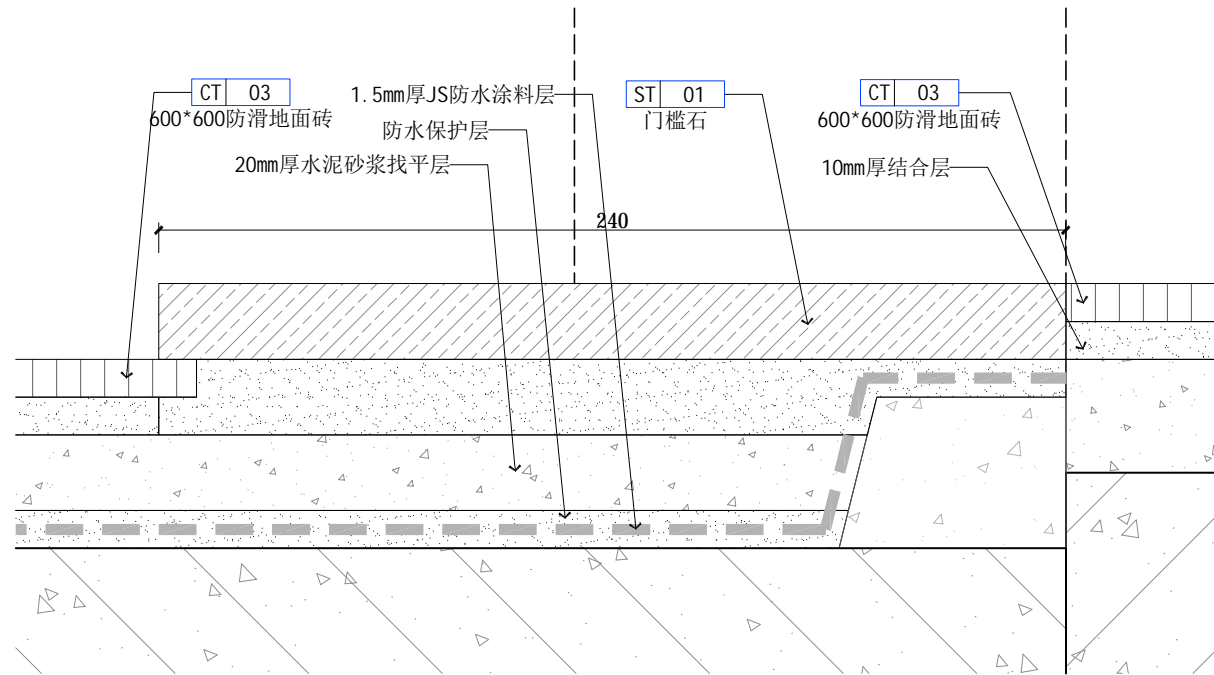 CT 03
600*600防滑地面砖
1.5mm厚JS防水涂料层
防水保护层
20mm厚水泥砂浆找平层
ST 01
门槛石
CT 03
600*600防滑地面砖
10mm厚结合层
240